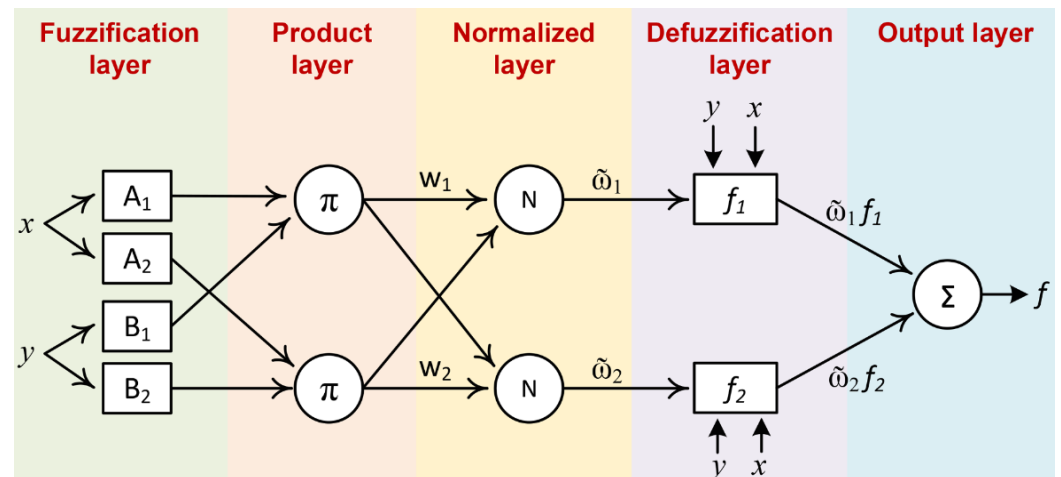 Fuzzification layer
Product layer
Normalized layer
Defuzzification layer
Output layer
y x
A₁
w₁
ω̃₁
π
N
f₁
x
ω̃₁f₁
A₂
Σ
f
B₁
y
w₂
ω̃₂
B₂
π
N
f₂
ω̃₂f₂
y x